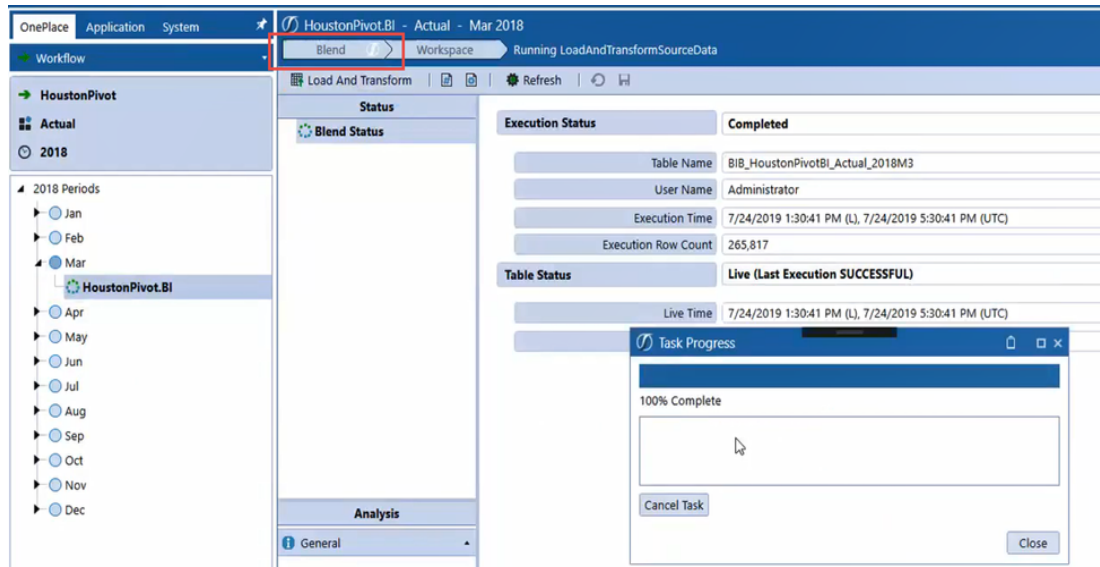 OnePlace Application System
Workflow
HoustonPivot
Actual
2018
2018 Periods
Jan
Feb
Mar
HoustonPivot.BI
Apr
May
Jun
Jul
Aug
Sep
Oct
Nov
Dec
HoustonPivot.BI - Actual - Mar 2018
Blend Workspace Running LoadAndTransformSourceData
Load And Transform Refresh
Status
Blend Status
Analysis
General
Execution Status Completed
Table Name BIB_HoustonPivotBI_Actual_2018M3
User Name Administrator
Execution Time 7/24/2019 1:30:41 PM (L), 7/24/2019 5:30:41 PM (UTC)
Execution Row Count 265,817
Table Status Live (Last Execution SUCCESSFUL)
Live Time 7/24/2019 1:30:41 PM (L), 7/24/2019 5:30:41 PM (UTC)
Task Progress
100% Complete
Cancel Task
Close